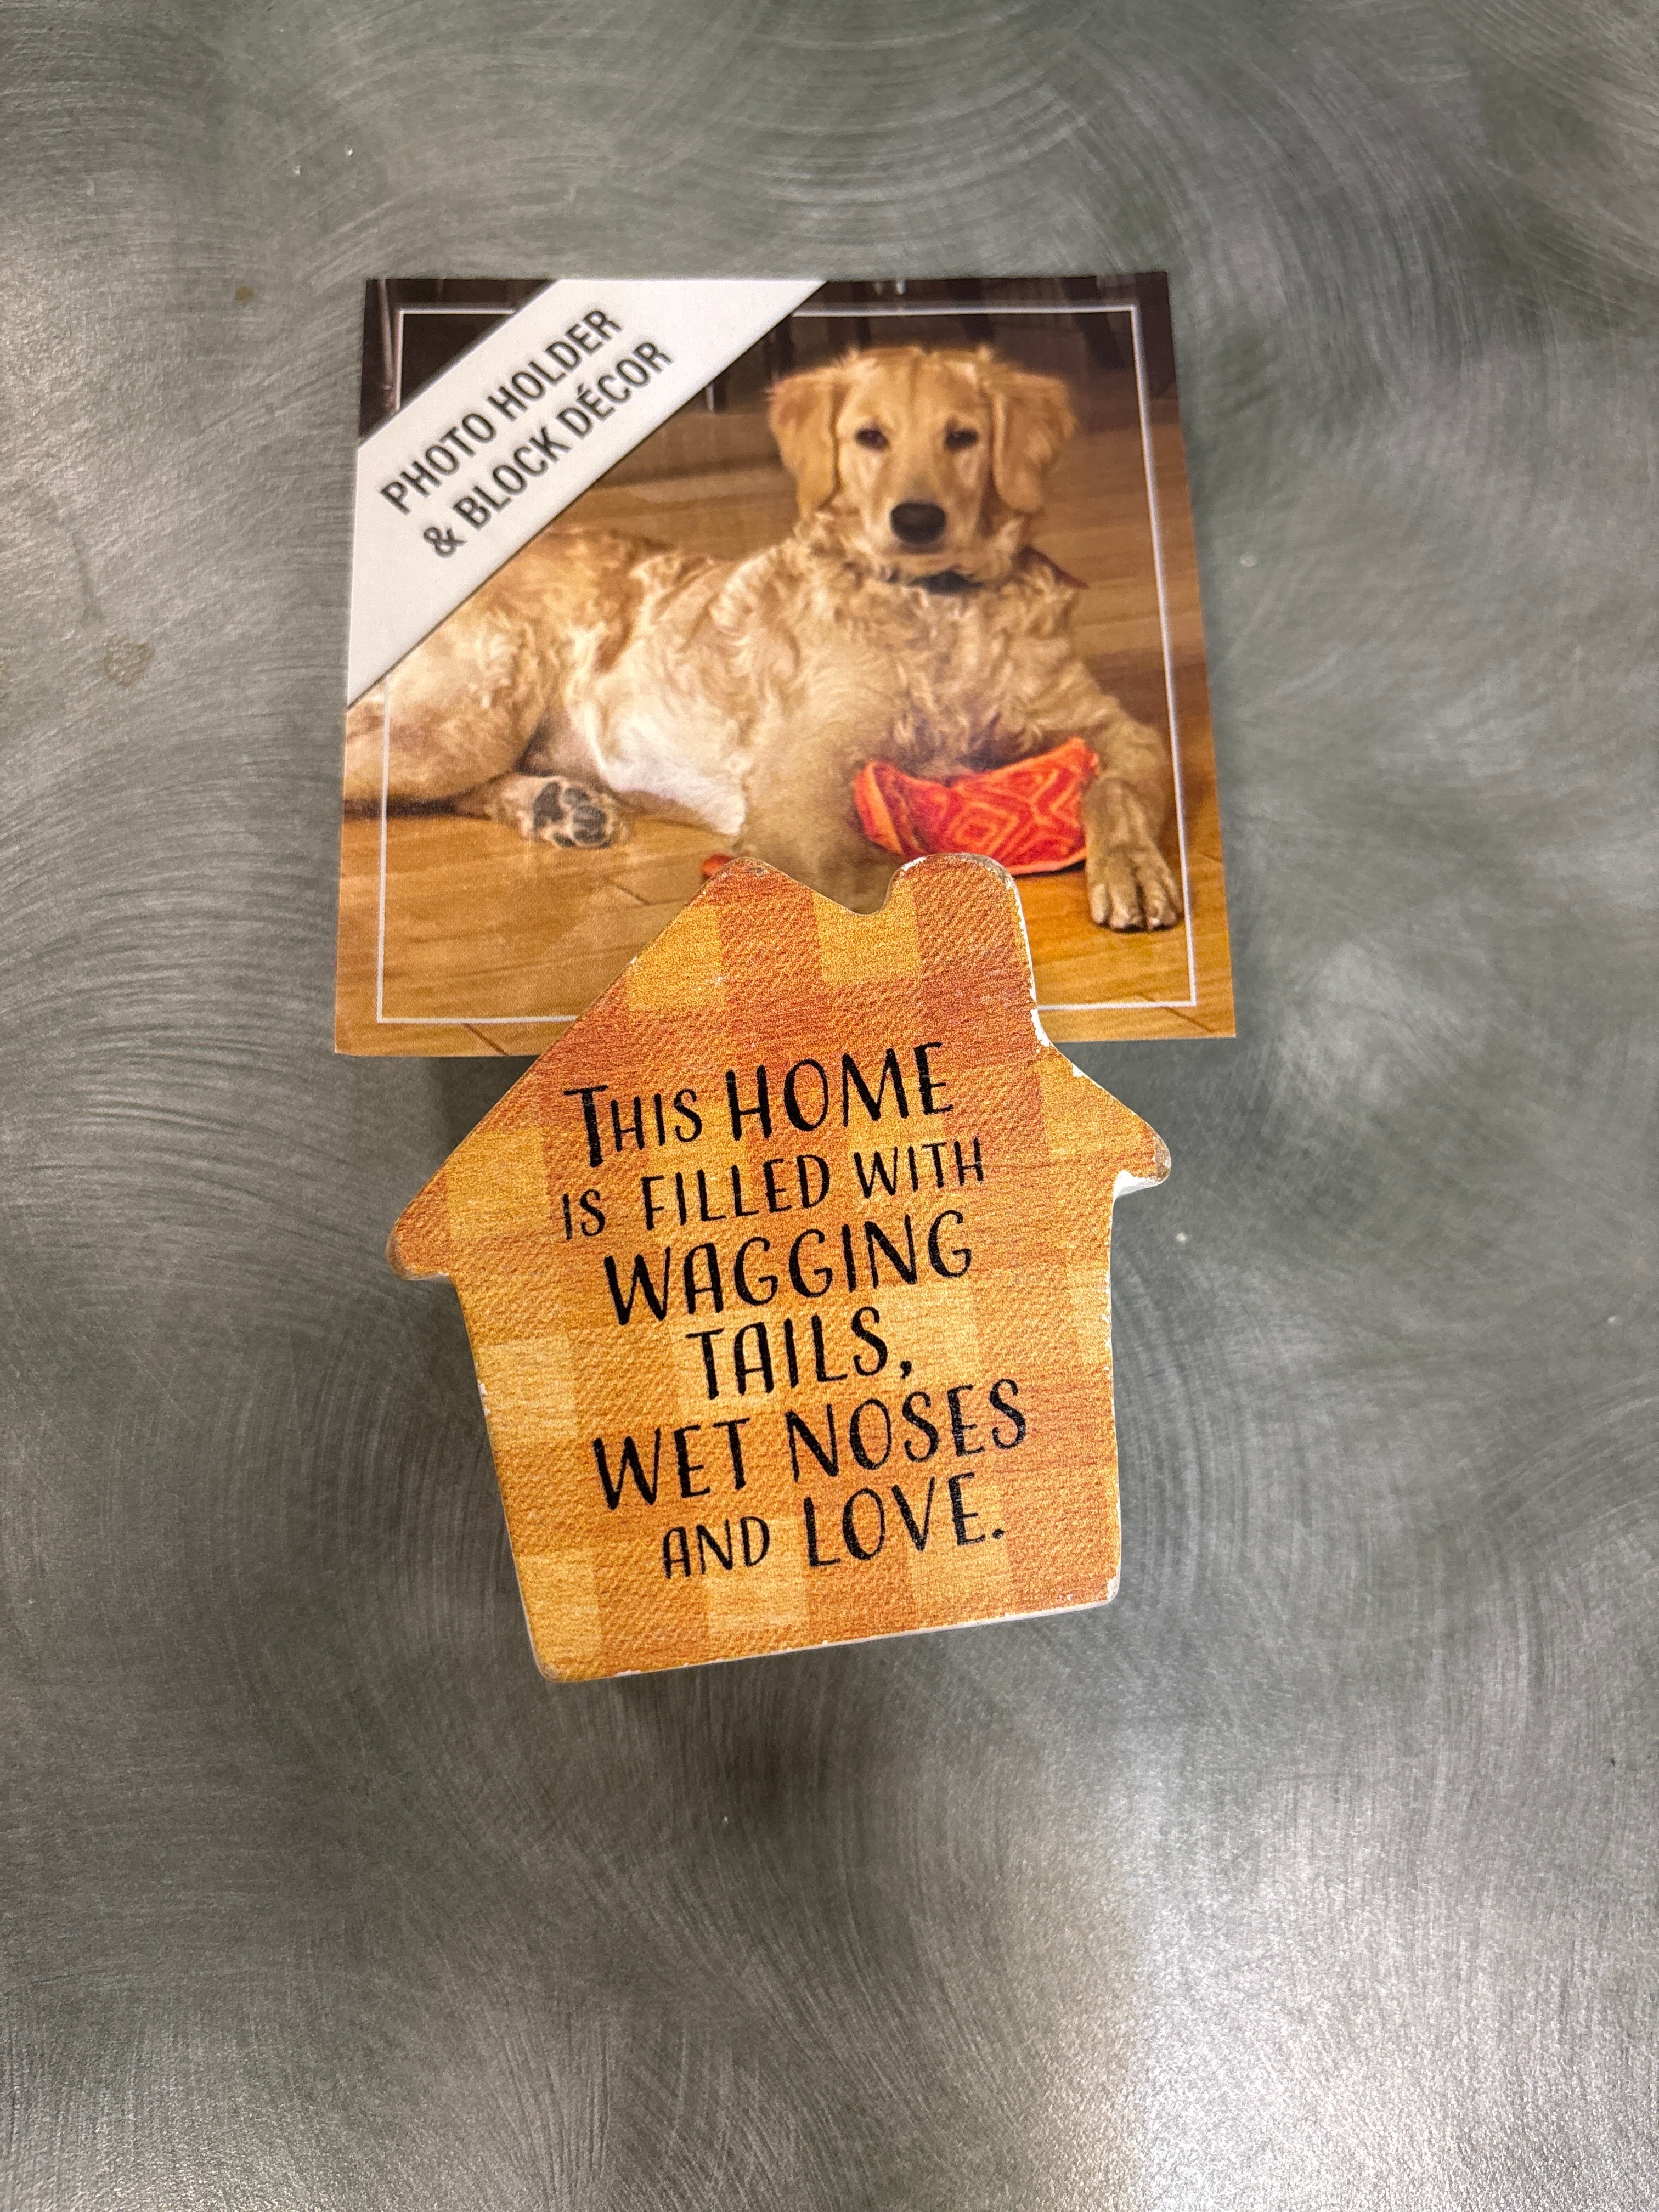 PHOTO HOLDER
& BLOCK DÉCOR
THIS HOME
IS FILLED WITH
WAGGING
TAILS,
WET NOSES
AND LOVE.